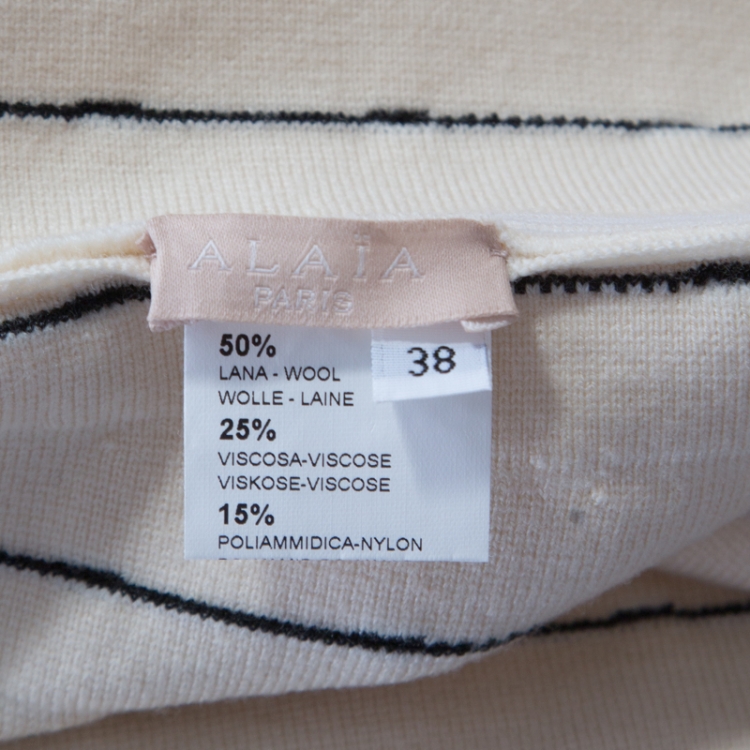 ALAÏA
PARIS
50%
38
LANA - WOOL
WOLLE - LAINE
25%
VISCOSA-VISCOSE
VISKOSE-VISCOSE
15%
POLIAMMIDICA-NYLON